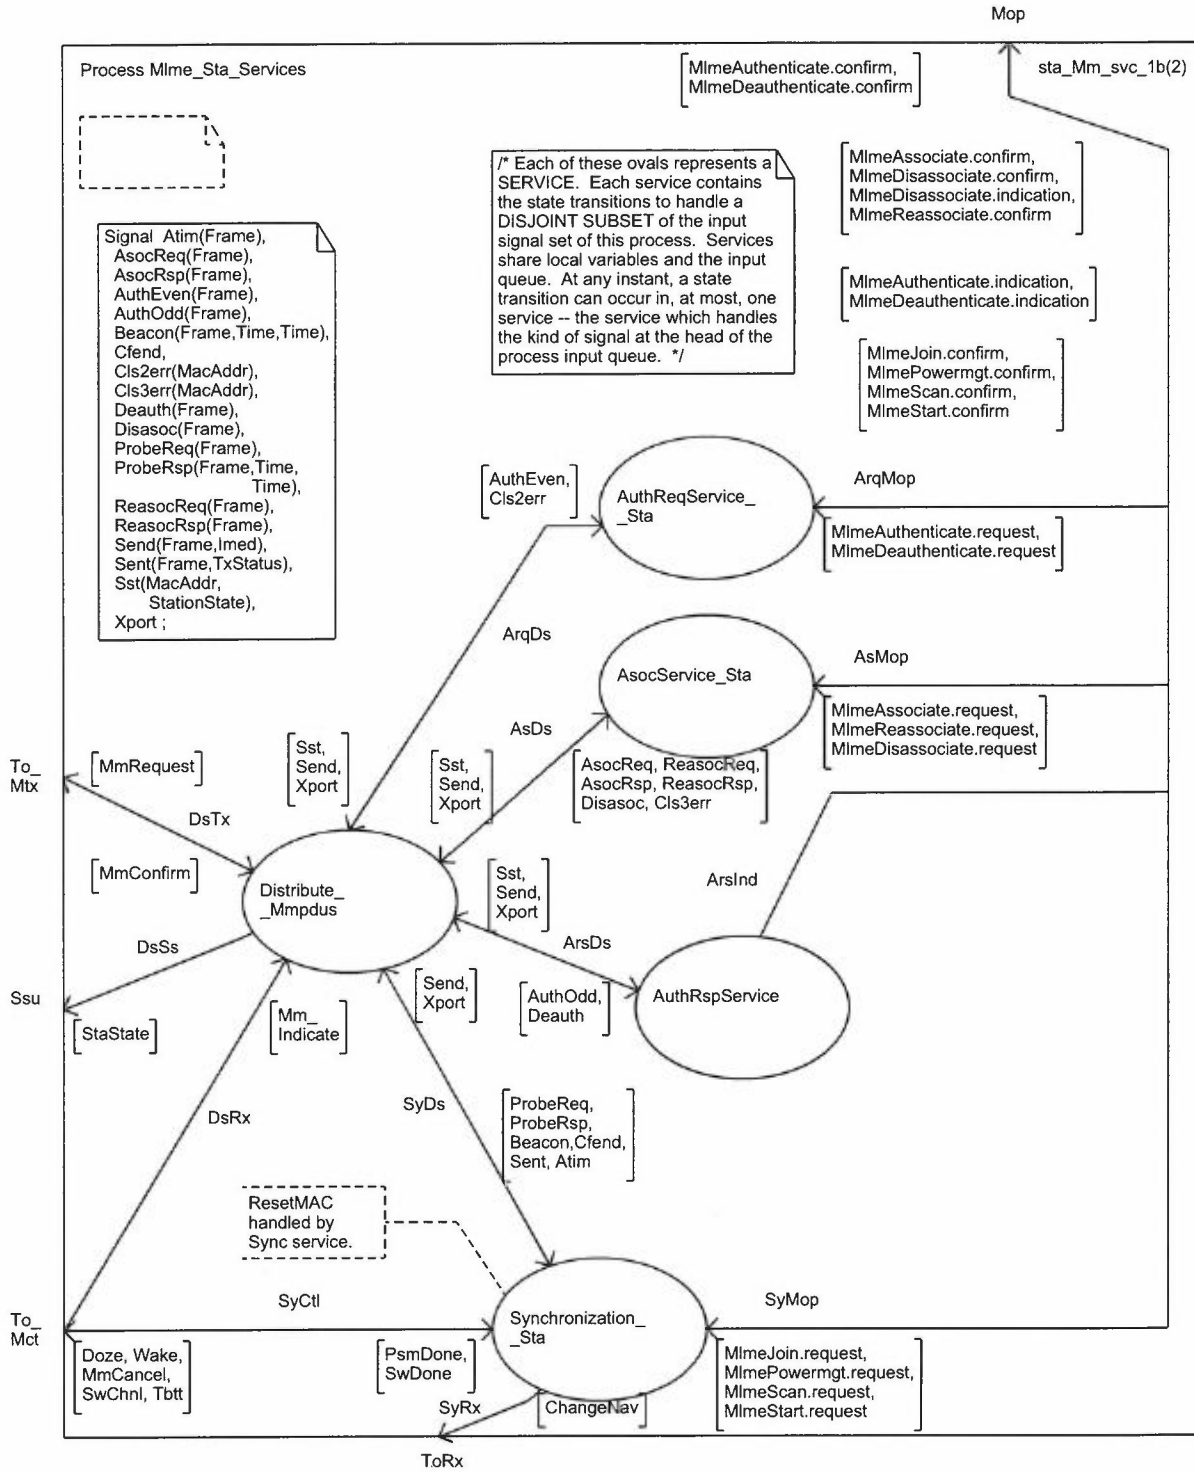 Mop
Process Mlme_Sta_Services
MlmeAuthenticate.confirm,
MlmeDeauthenticate.confirm
sta_Mm_svc_1b(2)
/* Each of these ovals represents a
SERVICE. Each service contains
the state transitions to handle a
DISJOINT SUBSET of the input
signal set of this process. Services
share local variables and the input
queue. At any instant, a state
transition can occur in, at most, one
service -- the service which handles
the kind of signal at the head of the
process input queue. */
MlmeAssociate.confirm,
MlmeDisassociate.confirm,
MlmeDisassociate.indication,
MlmeReassociate.confirm
Signal Atim(Frame),
AsocReq(Frame),
AsocRsp(Frame),
AuthEven(Frame),
AuthOdd(Frame),
Beacon(Frame,Time,Time),
Cfend,
Cls2err(MacAddr),
Cls3err(MacAddr),
Deauth(Frame),
Disasoc(Frame),
ProbeReq(Frame),
ProbeRsp(Frame,Time,
Time),
ReasocReq(Frame),
ReasocRsp(Frame),
Send(Frame,Imed),
Sent(Frame,TxStatus),
Sst(MacAddr,
StationState),
Xport ;
MlmeAuthenticate.indication,
MlmeDeauthenticate.indication
MlmeJoin.confirm,
MlmePowermgt.confirm,
MlmeScan.confirm,
MlmeStart.confirm
AuthEven,
Cls2err
AuthReqService_
_Sta
ArqMop
MlmeAuthenticate.request,
MlmeDeauthenticate.request
ArqDs
AsocService_Sta
AsMop
MlmeAssociate.request,
MlmeReassociate.request,
MlmeDisassociate.request
AsDs
To_
Mtx
MmRequest
Sst,
Send,
Xport
Sst,
Send,
Xport
AsocReq, ReasocReq,
AsocRsp, ReasocRsp,
Disasoc, Cls3err
DsTx
MmConfirm
Distribute_
_Mmpdus
Sst,
Send,
Xport
ArsInd
DsSs
ArsDs
Ssu
StaState
Mm_
Indicate
Send,
Xport
AuthOdd,
Deauth
AuthRspService
DsRx
SyDs
ProbeReq,
ProbeRsp,
Beacon,Cfend,
Sent, Atim
ResetMAC
handled by
Sync service.
To_
Mct
SyCtl
Synchronization_
_Sta
SyMop
Doze, Wake,
MmCancel,
SwChnl, Tbtt
PsmDone,
SwDone
MlmeJoin.request,
MlmePowermgt.request,
MlmeScan.request,
MlmeStart.request
SyRx
ChangeNav
ToRx